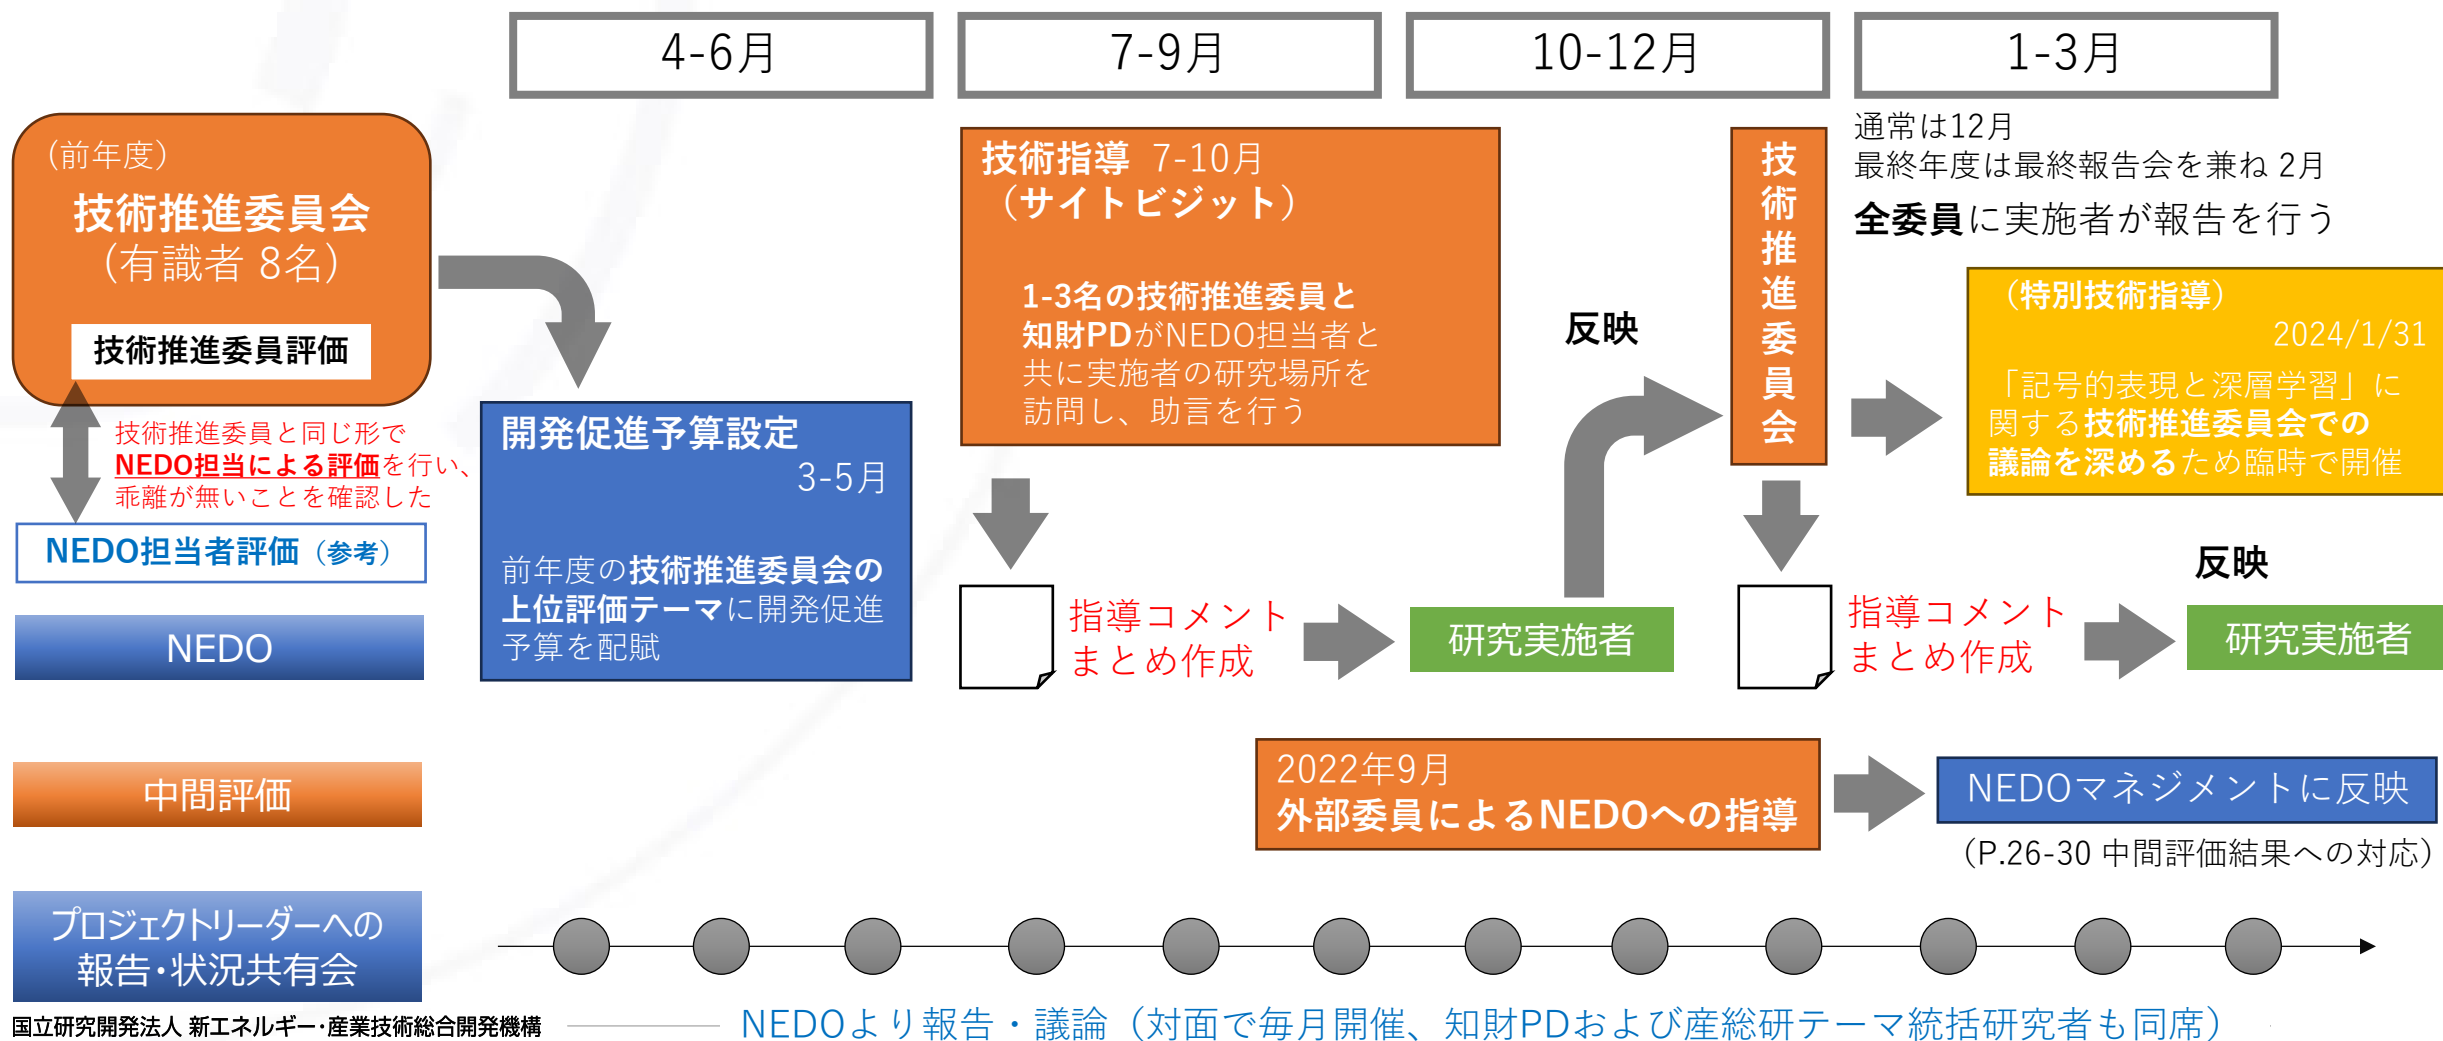 4-6月
7-9月
10-12月
1-3月
（前年度）
技術推進委員会
（有識者 8名）
技術推進委員評価
技術推進委員と同じ形で
NEDO担当による評価を行い、
乖離が無いことを確認した
NEDO担当者評価（参考）
NEDO
開発促進予算設定
3-5月
前年度の技術推進委員会の
上位評価テーマに開発促進
予算を配賦
技術指導 7-10月
（サイトビジット）
1-3名の技術推進委員と
知財PDがNEDO担当者と
共に実施者の研究場所を
訪問し、助言を行う
指導コメント
まとめ作成
研究実施者
反映
技術推進委員会
通常は12月
最終年度は最終報告会を兼ね 2月
全委員に実施者が報告を行う
（特別技術指導）
2024/1/31
「記号的表現と深層学習」に
関する技術推進委員会での
議論を深めるため臨時で開催
指導コメント
まとめ作成
反映
研究実施者
中間評価
2022年9月
外部委員によるNEDOへの指導
NEDOマネジメントに反映
（P.26-30 中間評価結果への対応）
プロジェクトリーダーへの
報告・状況共有会
NEDOより報告・議論（対面で毎月開催、知財PDおよび産総研テーマ統括研究者も同席）
国立研究開発法人 新エネルギー・産業技術総合開発機構